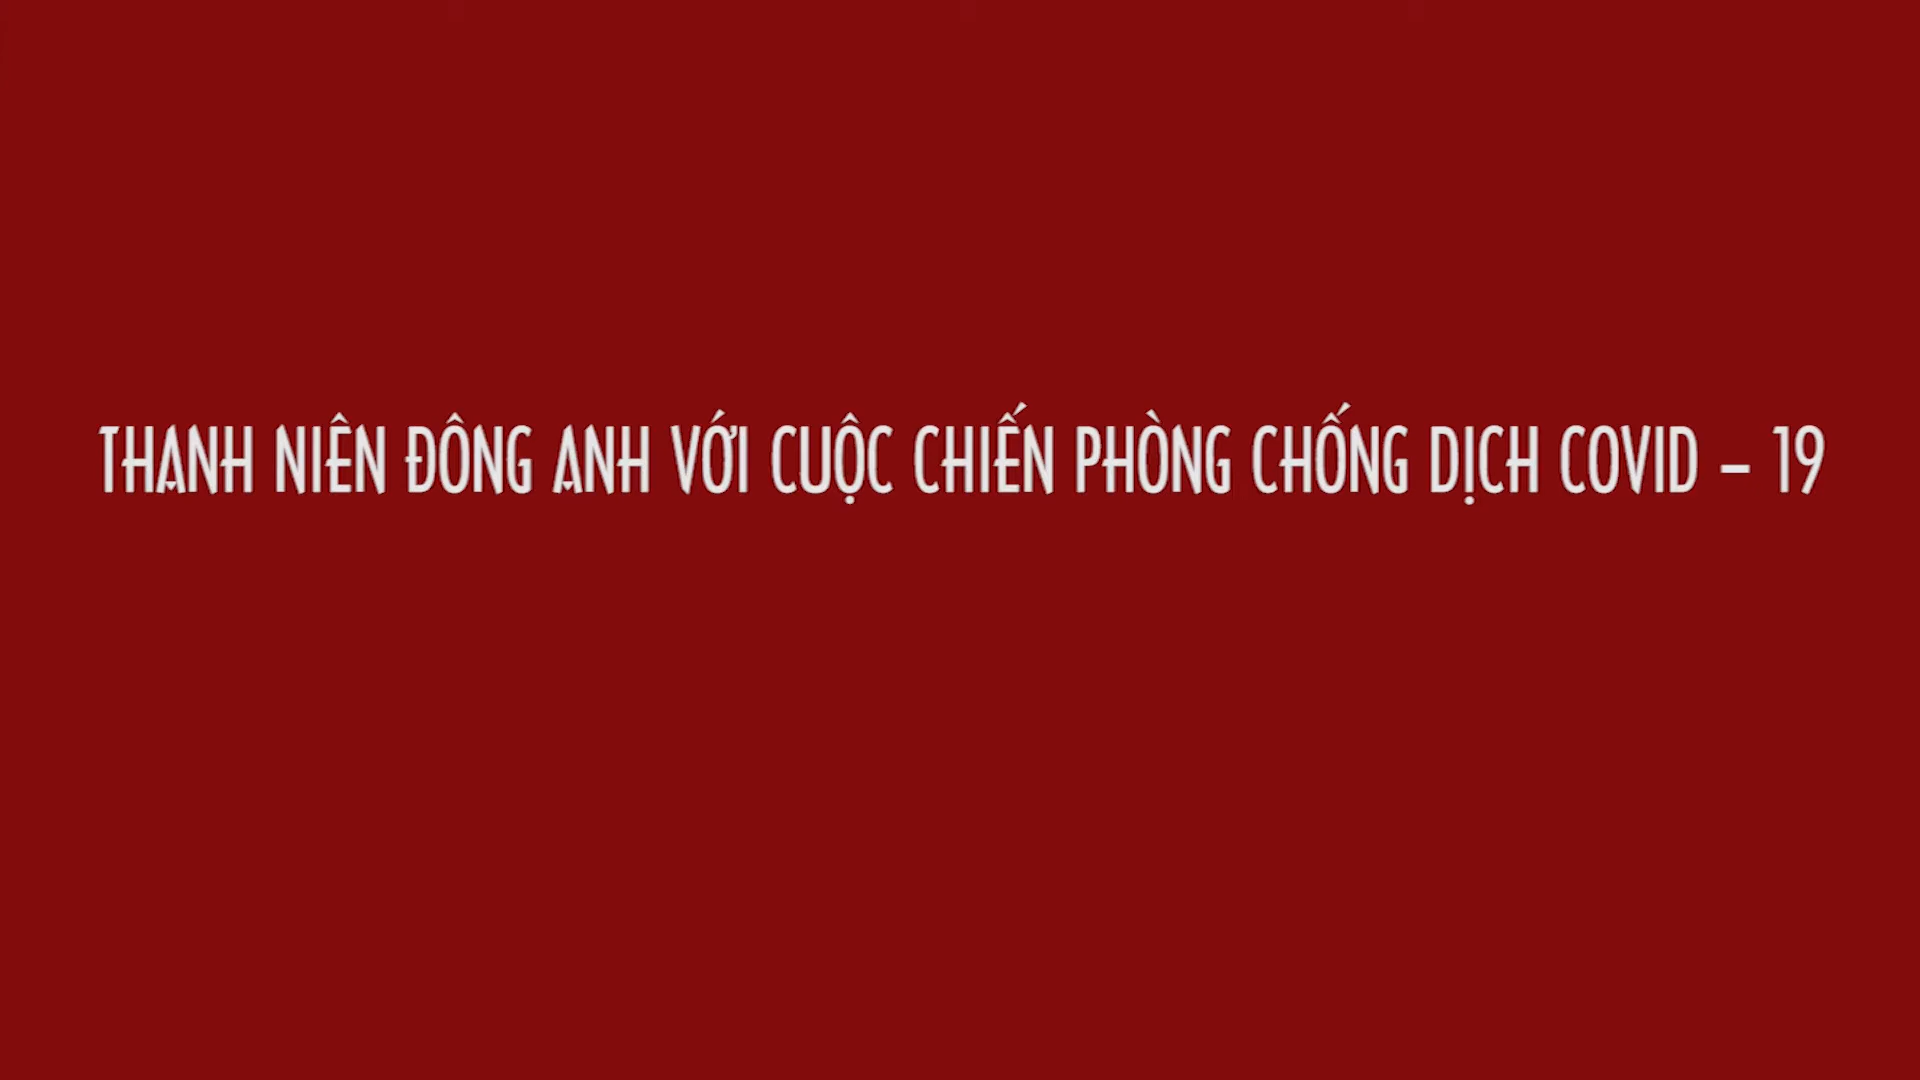 THANH NIÊN ĐÔNG ANH VỚI CUỘC CHIẾN PHÒNG CHỐNG DỊCH COVID – 19